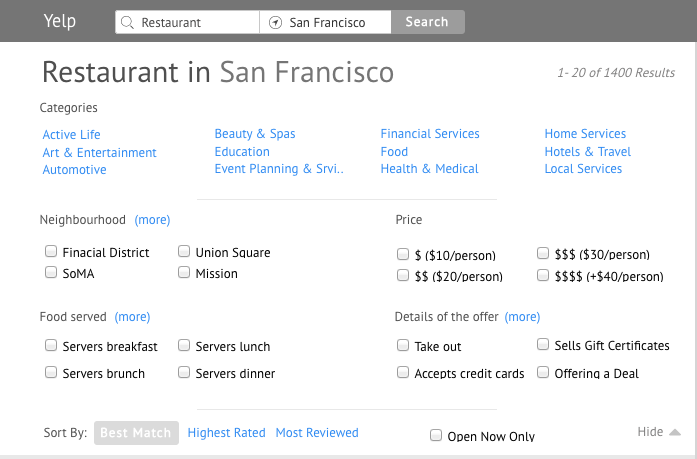 Yelp Restaurant San Francisco Search
Restaurant in San Francisco 1- 20 of 1400 Results
Categories
Active Life Beauty & Spas Financial Services Home Services
Art & Entertainment Education Food Hotels & Travel
Automotive Event Planning & Srvi.. Health & Medical Local Services
Neighbourhood (more) Price
Finacial District Union Square $ ($10/person) $$$ ($30/person)
SoMA Mission $$ ($20/person) $$$$ (+$40/person)
Food served (more) Details of the offer (more)
Servers breakfast Servers lunch Take out Sells Gift Certificates
Servers brunch Servers dinner Accepts credit cards Offering a Deal
Sort By: Best Match Highest Rated Most Reviewed Open Now Only Hide